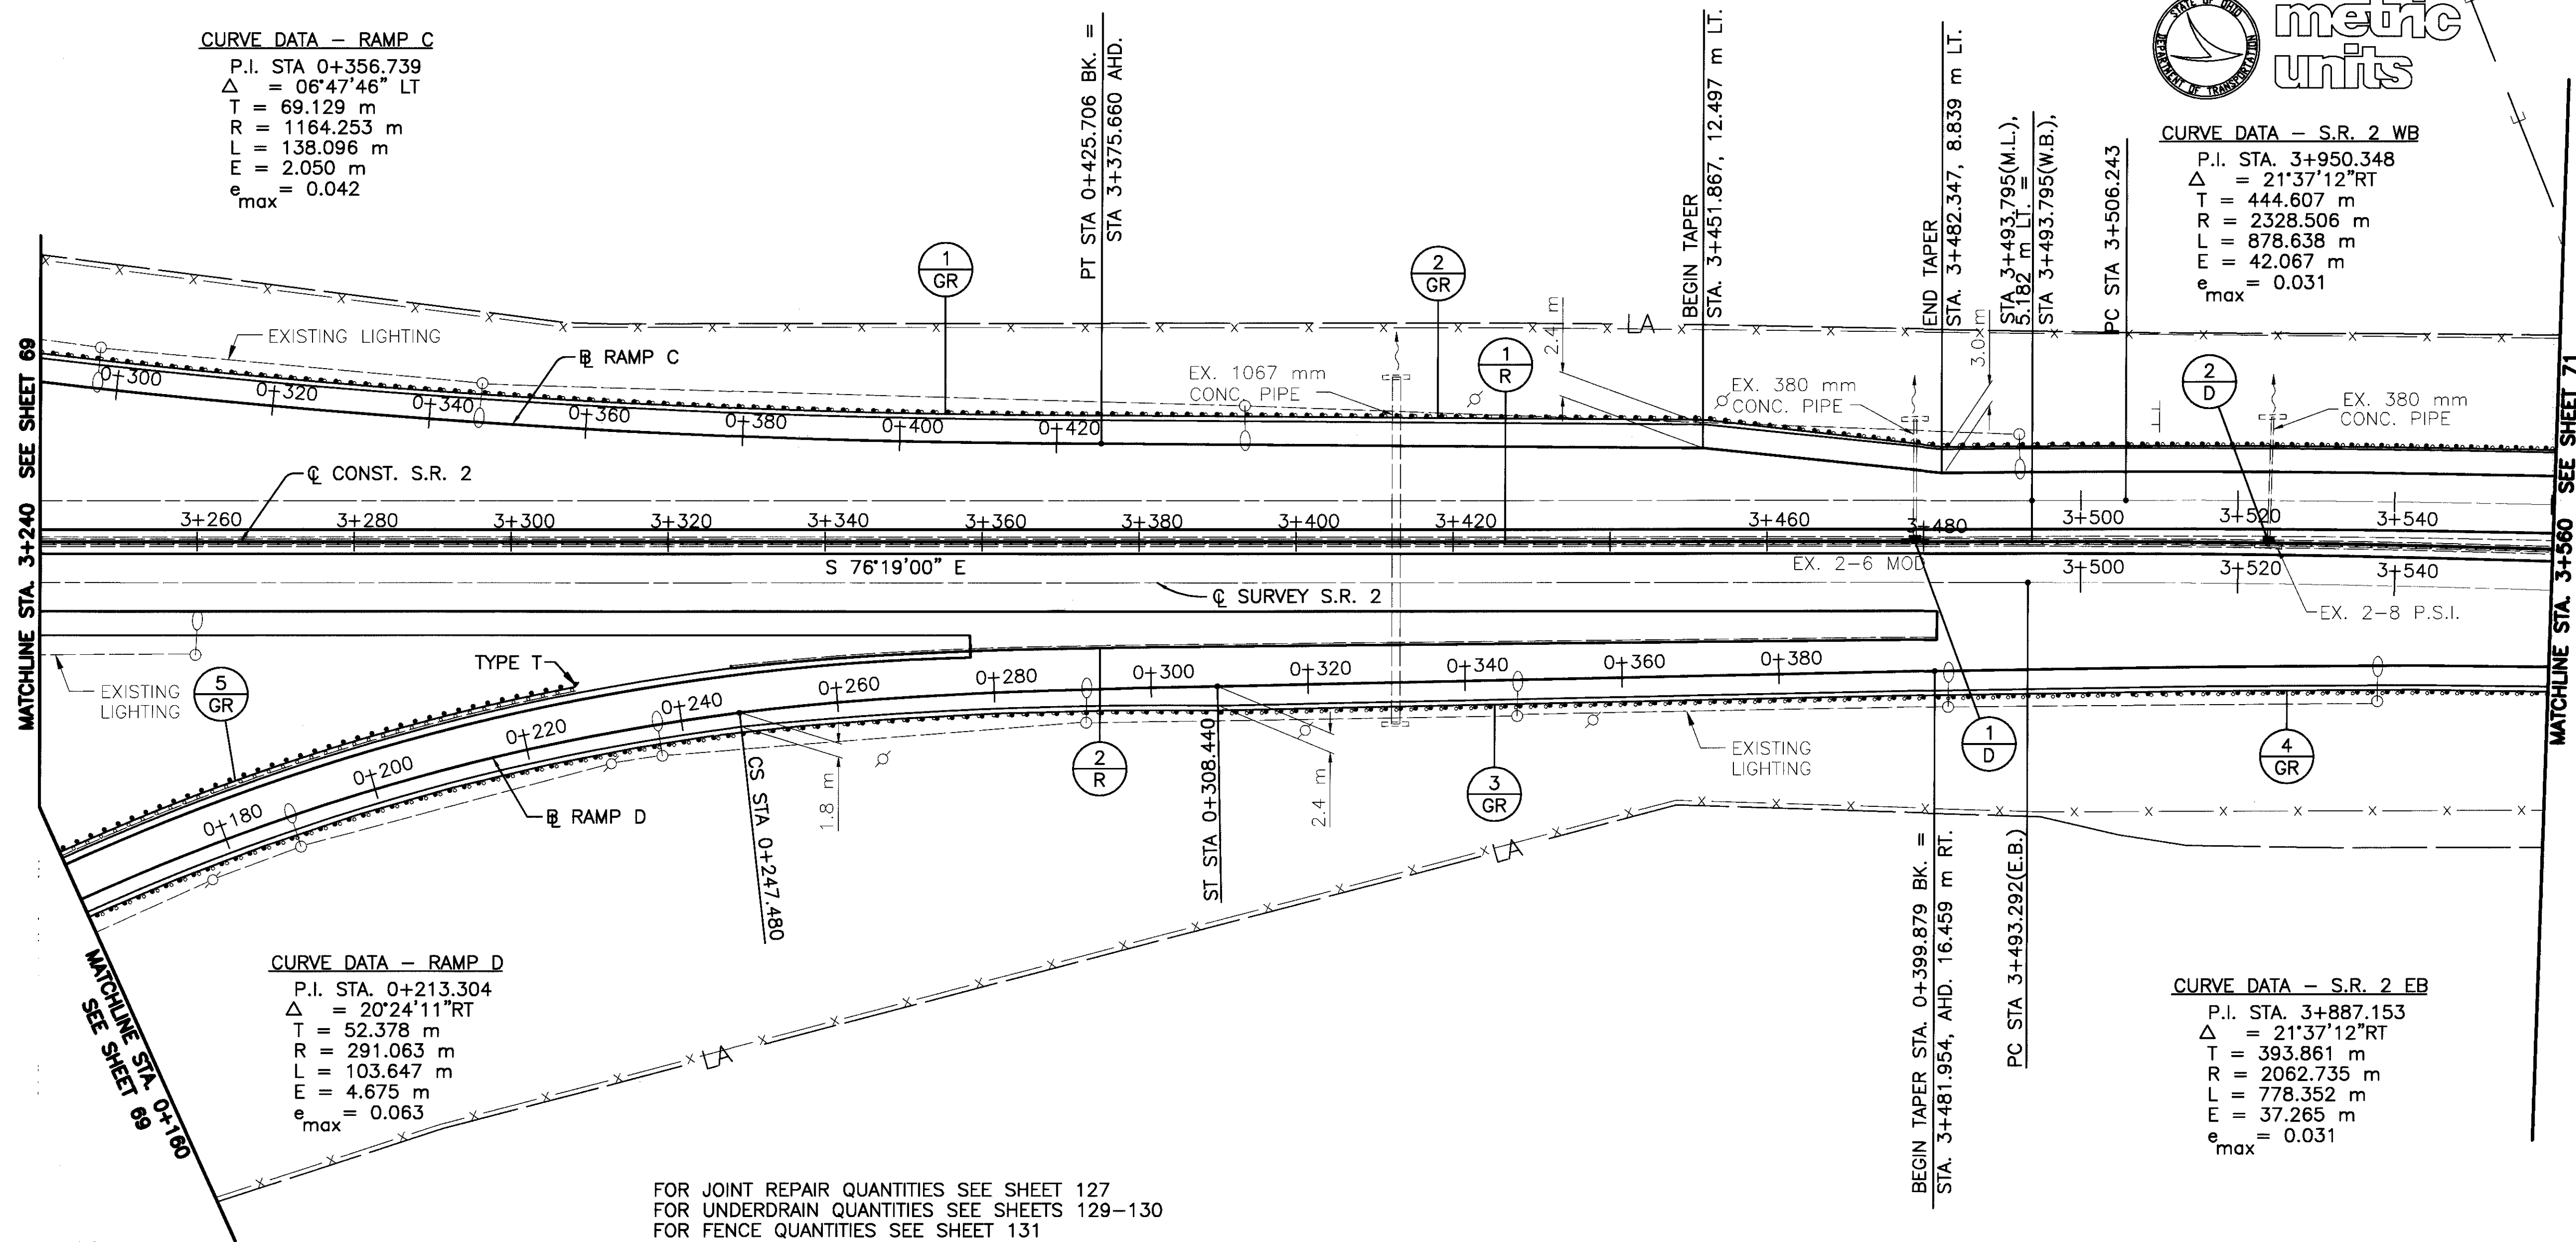 CURVE DATA – RAMP C
P.I. STA 0+356.739
Δ = 06°47'46" LT
T = 69.129 m
R = 1164.253 m
L = 138.096 m
E = 2.050 m
e max = 0.042
PT STA 0+425.706 BK. =
STA 3+375.660 AHD.
BEGIN TAPER
STA. 3+451.867, 12.497 m LT.
END TAPER
STA. 3+482.347, 8.839 m LT.
STA 3+493.795(M.L.),
5.182 m LT. =
STA 3+493.795(W.B.),
PC STA 3+506.243
STATE OF OHIO
DEPARTMENT OF TRANSPORTATION
metric
units
CURVE DATA – S.R. 2 WB
P.I. STA. 3+950.348
Δ = 21°37'12"RT
T = 444.607 m
R = 2328.506 m
L = 878.638 m
E = 42.067 m
e max = 0.031
MATCHLINE STA. 3+240 SEE SHEET 69
EXISTING LIGHTING
BL RAMP C
1
GR
2
GR
1
R
2.4 m
LA
3.0 m
2
D
EX. 1067 mm
CONC. PIPE
EX. 380 mm
CONC. PIPE
EX. 380 mm
CONC. PIPE
0+300
0+320
0+340
0+360
0+380
0+400
0+420
CL CONST. S.R. 2
3+260
3+280
3+300
3+320
3+340
3+360
3+380
3+400
3+420
3+460
3+480
3+500
3+520
3+540
S 76°19'00" E
EX. 2–6 MOD
3+500
3+520
3+540
CL SURVEY S.R. 2
EX. 2–8 P.S.I.
MATCHLINE STA. 3+560 SEE SHEET 71
TYPE T
EXISTING
LIGHTING
5
GR
0+180
0+200
0+220
0+240
0+260
0+280
0+300
0+320
0+340
0+360
0+380
BL RAMP D
CS STA 0+247.480
1.8 m
2
R
ST STA 0+308.440
2.4 m
3
GR
EXISTING
LIGHTING
1
D
4
GR
LA
LA
BEGIN TAPER STA. 0+399.879 BK. =
STA. 3+481.954, AHD. 16.459 m RT.
PC STA 3+493.292(E.B.)
MATCHLINE STA. 0+160
SEE SHEET 69
CURVE DATA – RAMP D
P.I. STA. 0+213.304
Δ = 20°24'11"RT
T = 52.378 m
R = 291.063 m
L = 103.647 m
E = 4.675 m
e max = 0.063
CURVE DATA – S.R. 2 EB
P.I. STA. 3+887.153
Δ = 21°37'12"RT
T = 393.861 m
R = 2062.735 m
L = 778.352 m
E = 37.265 m
e max = 0.031
FOR JOINT REPAIR QUANTITIES SEE SHEET 127
FOR UNDERDRAIN QUANTITIES SEE SHEETS 129–130
FOR FENCE QUANTITIES SEE SHEET 131